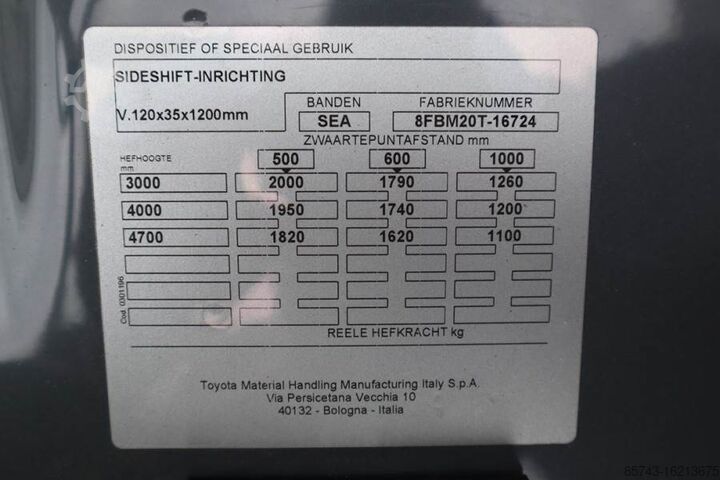 DISPOSITIEF OF SPECIAAL GEBRUIK
SIDESHIFT-INRICHTING
V.120x35x1200mm
BANDEN FABRIEKNUMMER
SEA 8FBM20T-16724
ZWAARTEPUNTAFSTAND mm
HEFHOOGTE mm 500 600 1000
3000 2000 1790 1260
4000 1950 1740 1200
4700 1820 1620 1100
Cod. 0301196
REELE HEFKRACHT kg
Toyota Material Handling Manufacturing Italy S.p.A.
Via Persicetana Vecchia 10
40132 - Bologna - Italia
85743-16213675